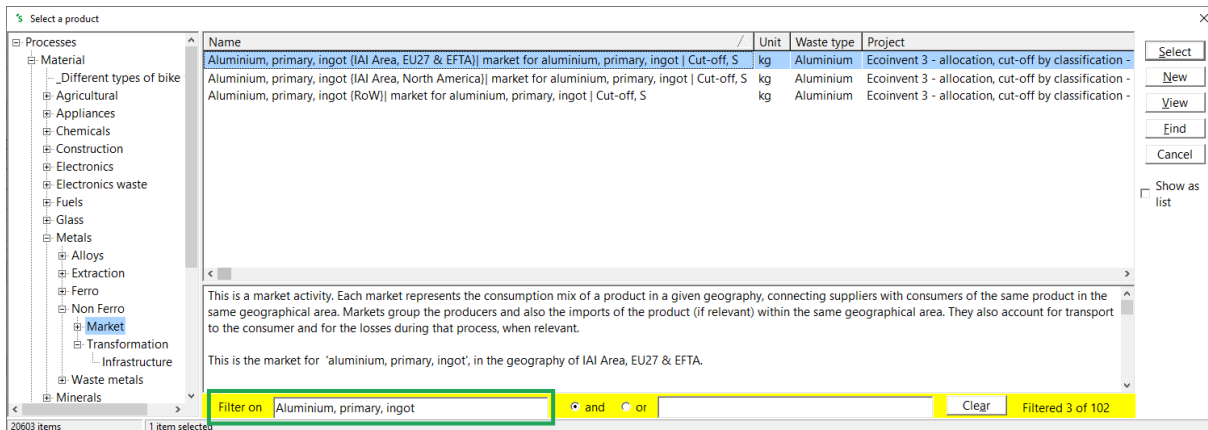 Select a product
Processes
Material
_Different types of bike
Agricultural
Appliances
Chemicals
Construction
Electronics
Electronics waste
Fuels
Glass
Metals
Alloys
Extraction
Ferro
Non Ferro
Market
Transformation
Infrastructure
Waste metals
Minerals
Name / Unit Waste type Project
Aluminium, primary, ingot {IAI Area, EU27 & EFTA}| market for aluminium, primary, ingot | Cut-off, S kg Aluminium Ecoinvent 3 - allocation, cut-off by classification -
Aluminium, primary, ingot {IAI Area, North America}| market for aluminium, primary, ingot | Cut-off, S kg Aluminium Ecoinvent 3 - allocation, cut-off by classification -
Aluminium, primary, ingot {RoW}| market for aluminium, primary, ingot | Cut-off, S kg Aluminium Ecoinvent 3 - allocation, cut-off by classification -
This is a market activity. Each market represents the consumption mix of a product in a given geography, connecting suppliers with consumers of the same product in the
same geographical area. Markets group the producers and also the imports of the product (if relevant) within the same geographical area. They also account for transport
to the consumer and for the losses during that process, when relevant.
This is the market for 'aluminium, primary, ingot', in the geography of IAI Area, EU27 & EFTA.
Filter on Aluminium, primary, ingot and or Clear Filtered 3 of 102
Select
New
View
Find
Cancel
Show as
list
20603 items 1 item selected